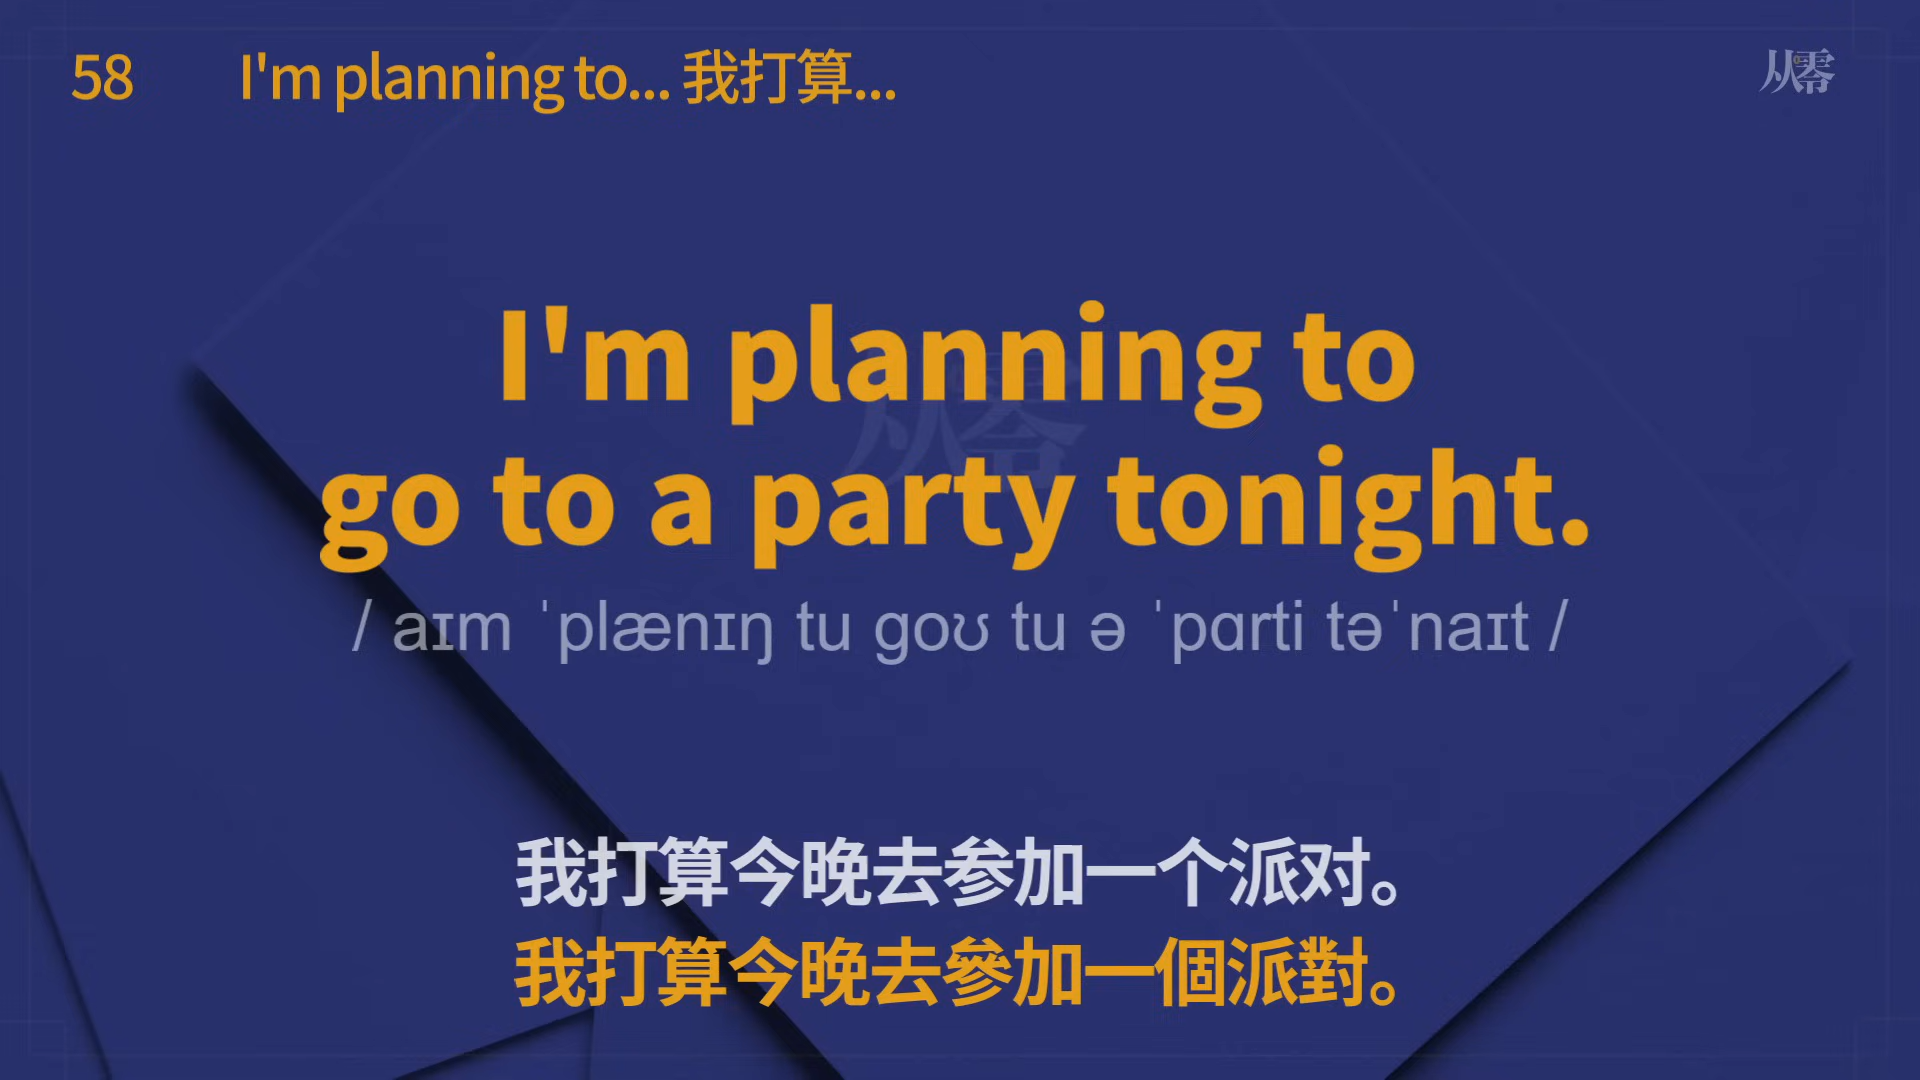 58 I'm planning to... 我打算...
从零
I'm planning to
go to a party tonight.
/ aɪm ˈplænɪŋ tu goʊ tu ə ˈpɑrti təˈnaɪt /
我打算今晚去参加一个派对。
我打算今晚去參加一個派對。